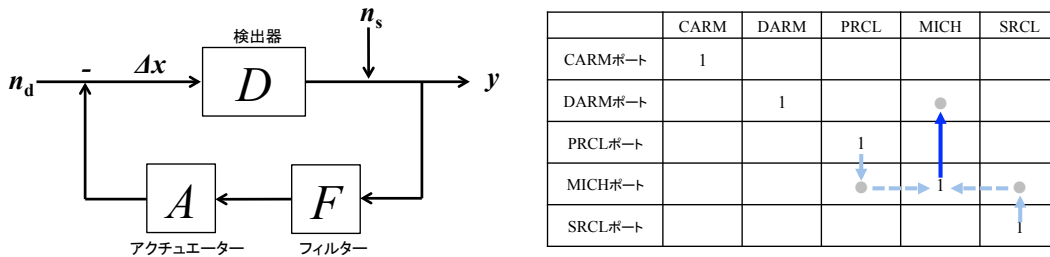 検出器
n_s
n_d
-
Δx
D
y
A
F
アクチュエーター
フィルター
CARM DARM PRCL MICH SRCL
CARMポート 1
DARMポート 1
PRCLポート 1
MICHポート 1
SRCLポート 1